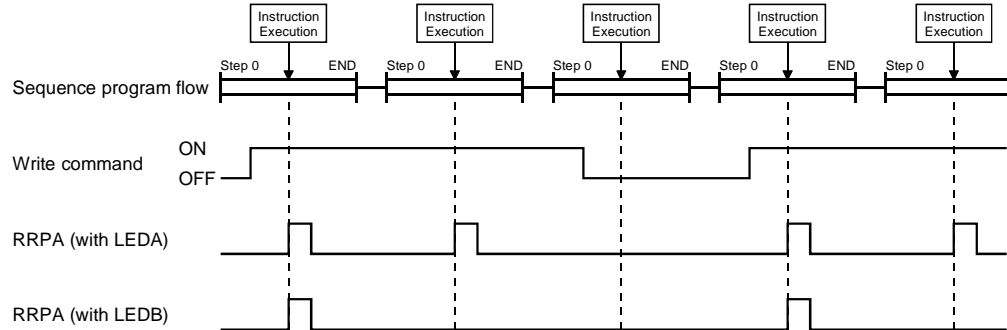 Instruction
Execution
Instruction
Execution
Instruction
Execution
Instruction
Execution
Instruction
Execution
Step 0 END Step 0 END Step 0 END Step 0 END Step 0
Sequence program flow
ON
Write command
OFF
RRPA (with LEDA)
RRPA (with LEDB)